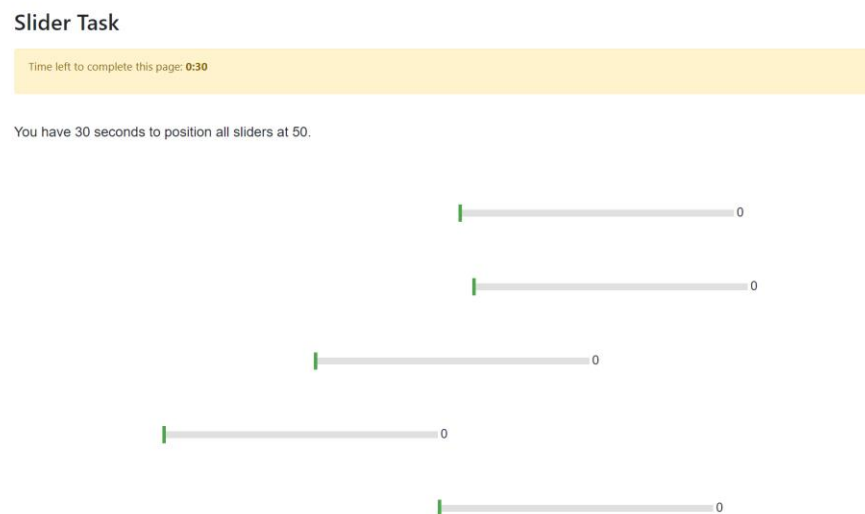 Slider Task
Time left to complete this page: 0:30
You have 30 seconds to position all sliders at 50.
0
0
0
0
0